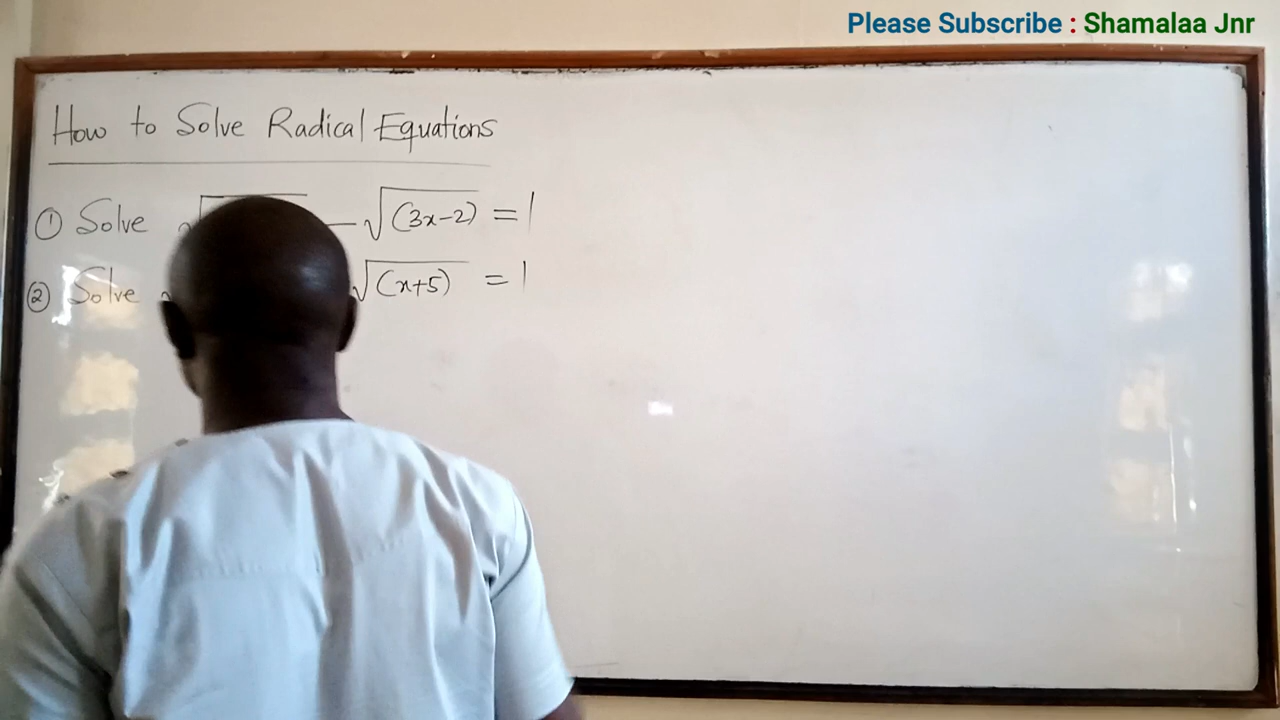 Please Subscribe : Shamalaa Jnr
How to Solve Radical Equations
① Solve √ — √(3x-2) = 1
② Solve √(x+5) = 1